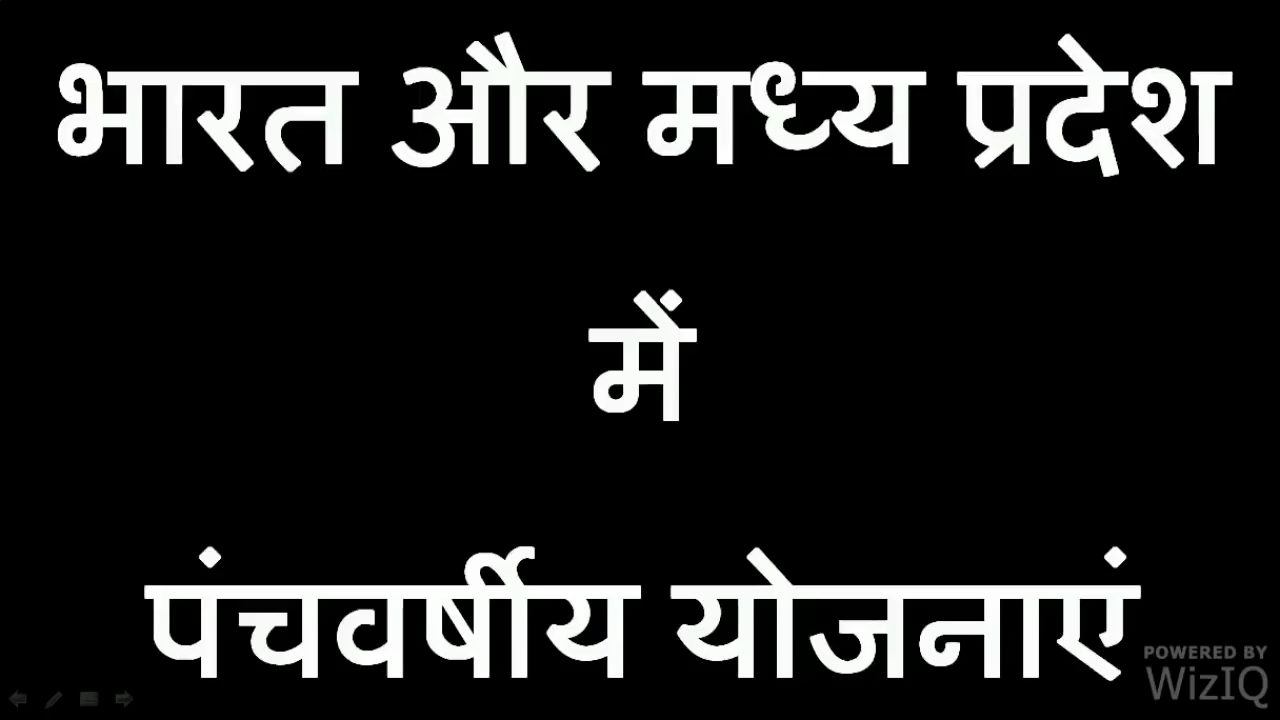 भारत और मध्य प्रदेश
में
पंचवर्षीय योजनाएं
POWERED BY
WizIQ